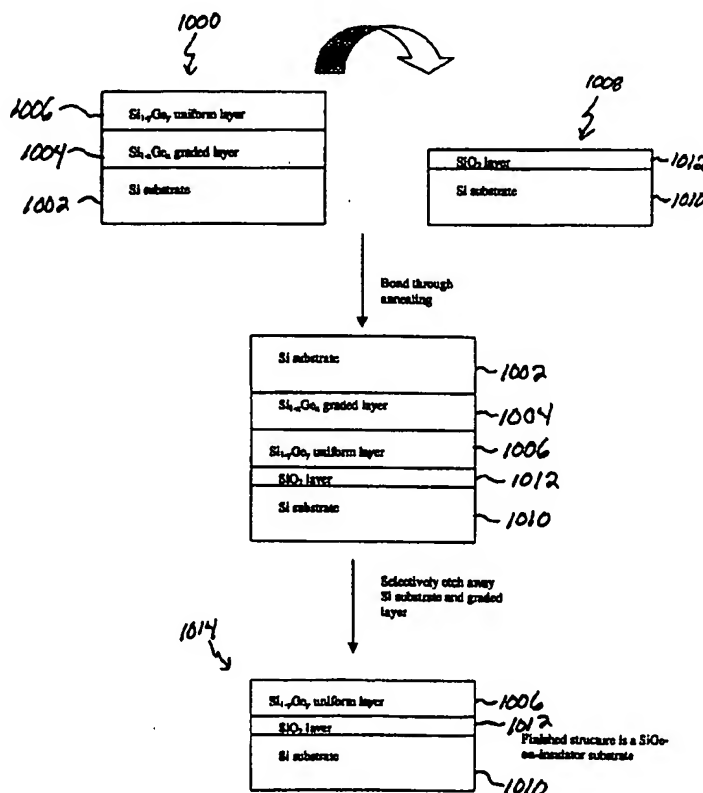 1000
1006
Si1-yGey uniform layer
1004
Si1-xGex graded layer
1002
Si substrate
1008
SiO2 layer
1012
Si substrate
1010
Bond through
annealing
Si substrate
1002
Si1-xGex graded layer
1004
Si1-yGey uniform layer
1006
SiO2 layer
1012
Si substrate
1010
Selectively etch away
Si substrate and graded
layer
1014
Si1-yGey uniform layer
1006
SiO2 layer
1012
Finished structure is a SiGe-
on-insulator substrate
Si substrate
1010